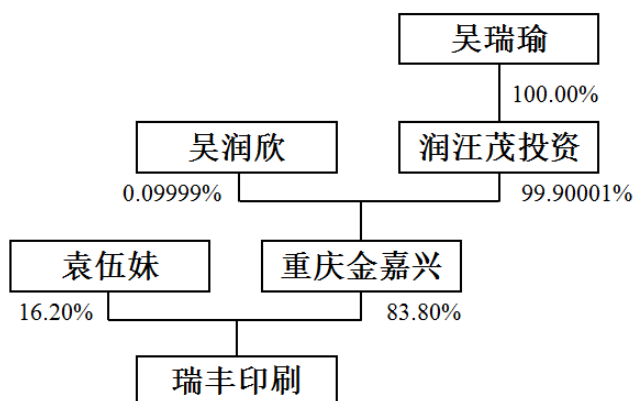 吴瑞瑜
100.00%
吴润欣
润汪茂投资
0.09999%
99.90001%
袁伍妹
重庆金嘉兴
16.20%
83.80%
瑞丰印刷